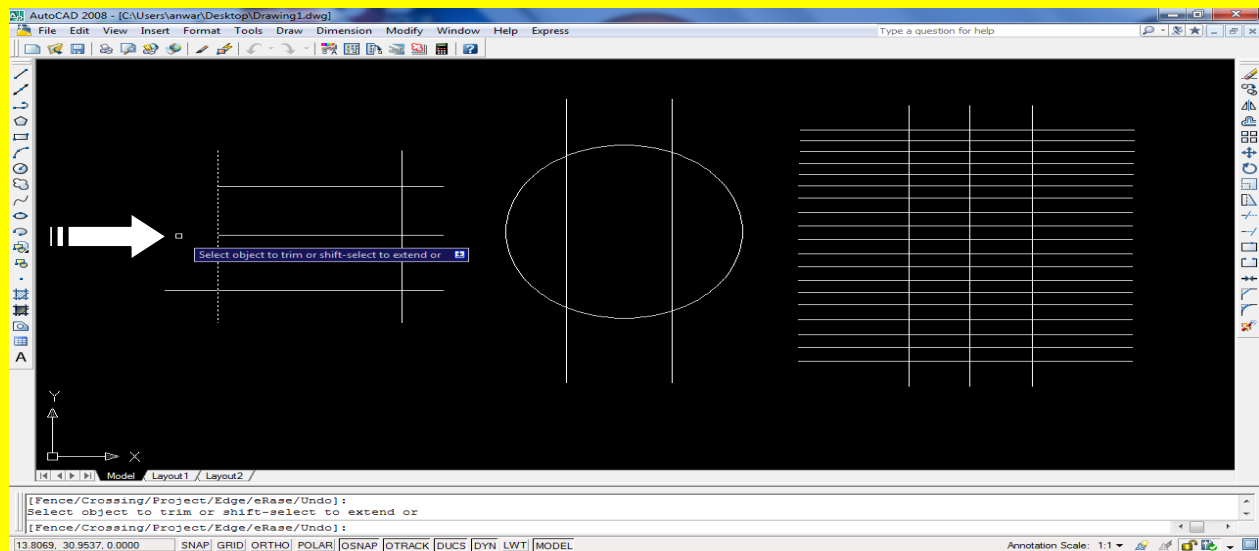 AutoCAD 2008 - [C:\Users\anwar\Desktop\Drawing1.dwg]
File Edit View Insert Format Tools Draw Dimension Modify Window Help Express Type a question for help
Select object to trim or shift-select to extend or
Y
X
Model Layout1 Layout2
[Fence/Crossing/Project/Edge/eRase/Undo]:
Select object to trim or shift-select to extend or
[Fence/Crossing/Project/Edge/eRase/Undo]:
13.8069, 30.9537, 0.0000 SNAP GRID ORTHO POLAR OSNAP OTRACK DUCS DYN LWT MODEL Annotation Scale: 1:1